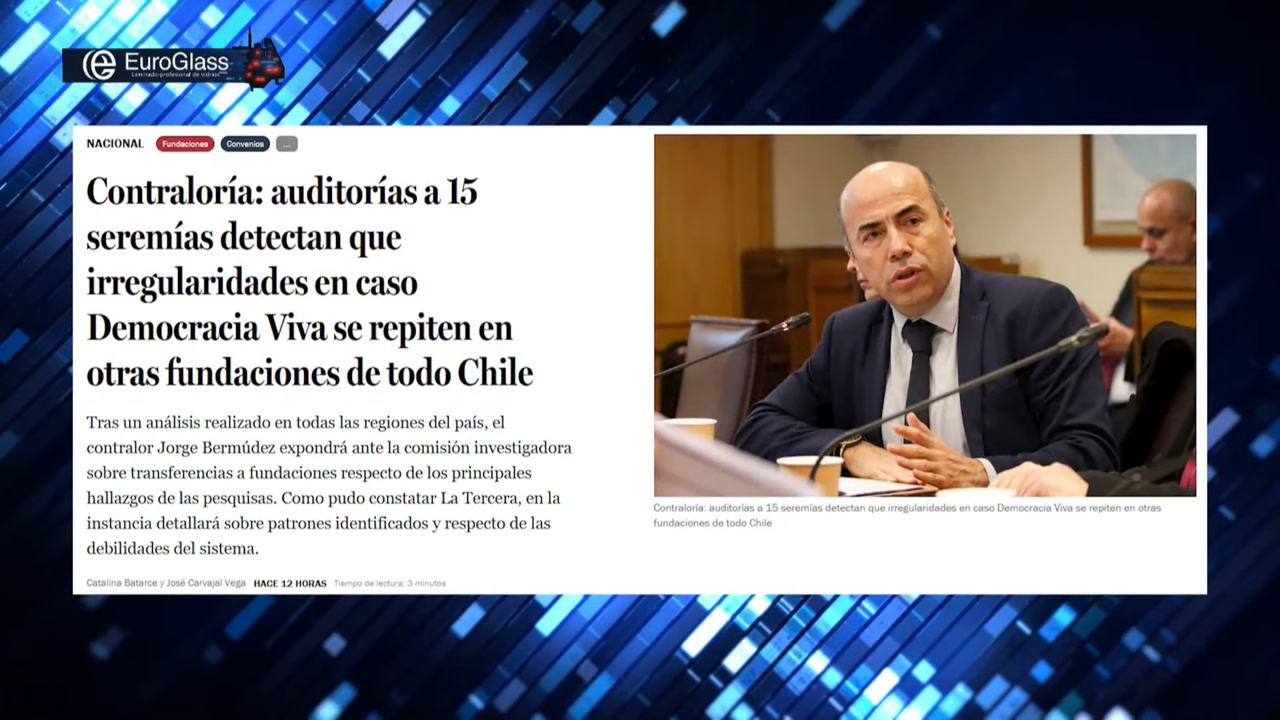 EuroGlass
Laminado profesional de vidrios
NACIONAL Fundaciones Convenios ...
Contraloría: auditorías a 15
seremías detectan que
irregularidades en caso
Democracia Viva se repiten en
otras fundaciones de todo Chile
Tras un análisis realizado en todas las regiones del país, el
contralor Jorge Bermúdez expondrá ante la comisión investigadora
sobre transferencias a fundaciones respecto de los principales
hallazgos de las pesquisas. Como pudo constatar La Tercera, en la
instancia detallará sobre patrones identificados y respecto de las
debilidades del sistema.
Catalina Batarce y José Carvajal Vega HACE 12 HORAS Tiempo de lectura: 3 minutos
Contraloría: auditorías a 15 seremías detectan que irregularidades en caso Democracia Viva se repiten en otras
fundaciones de todo Chile